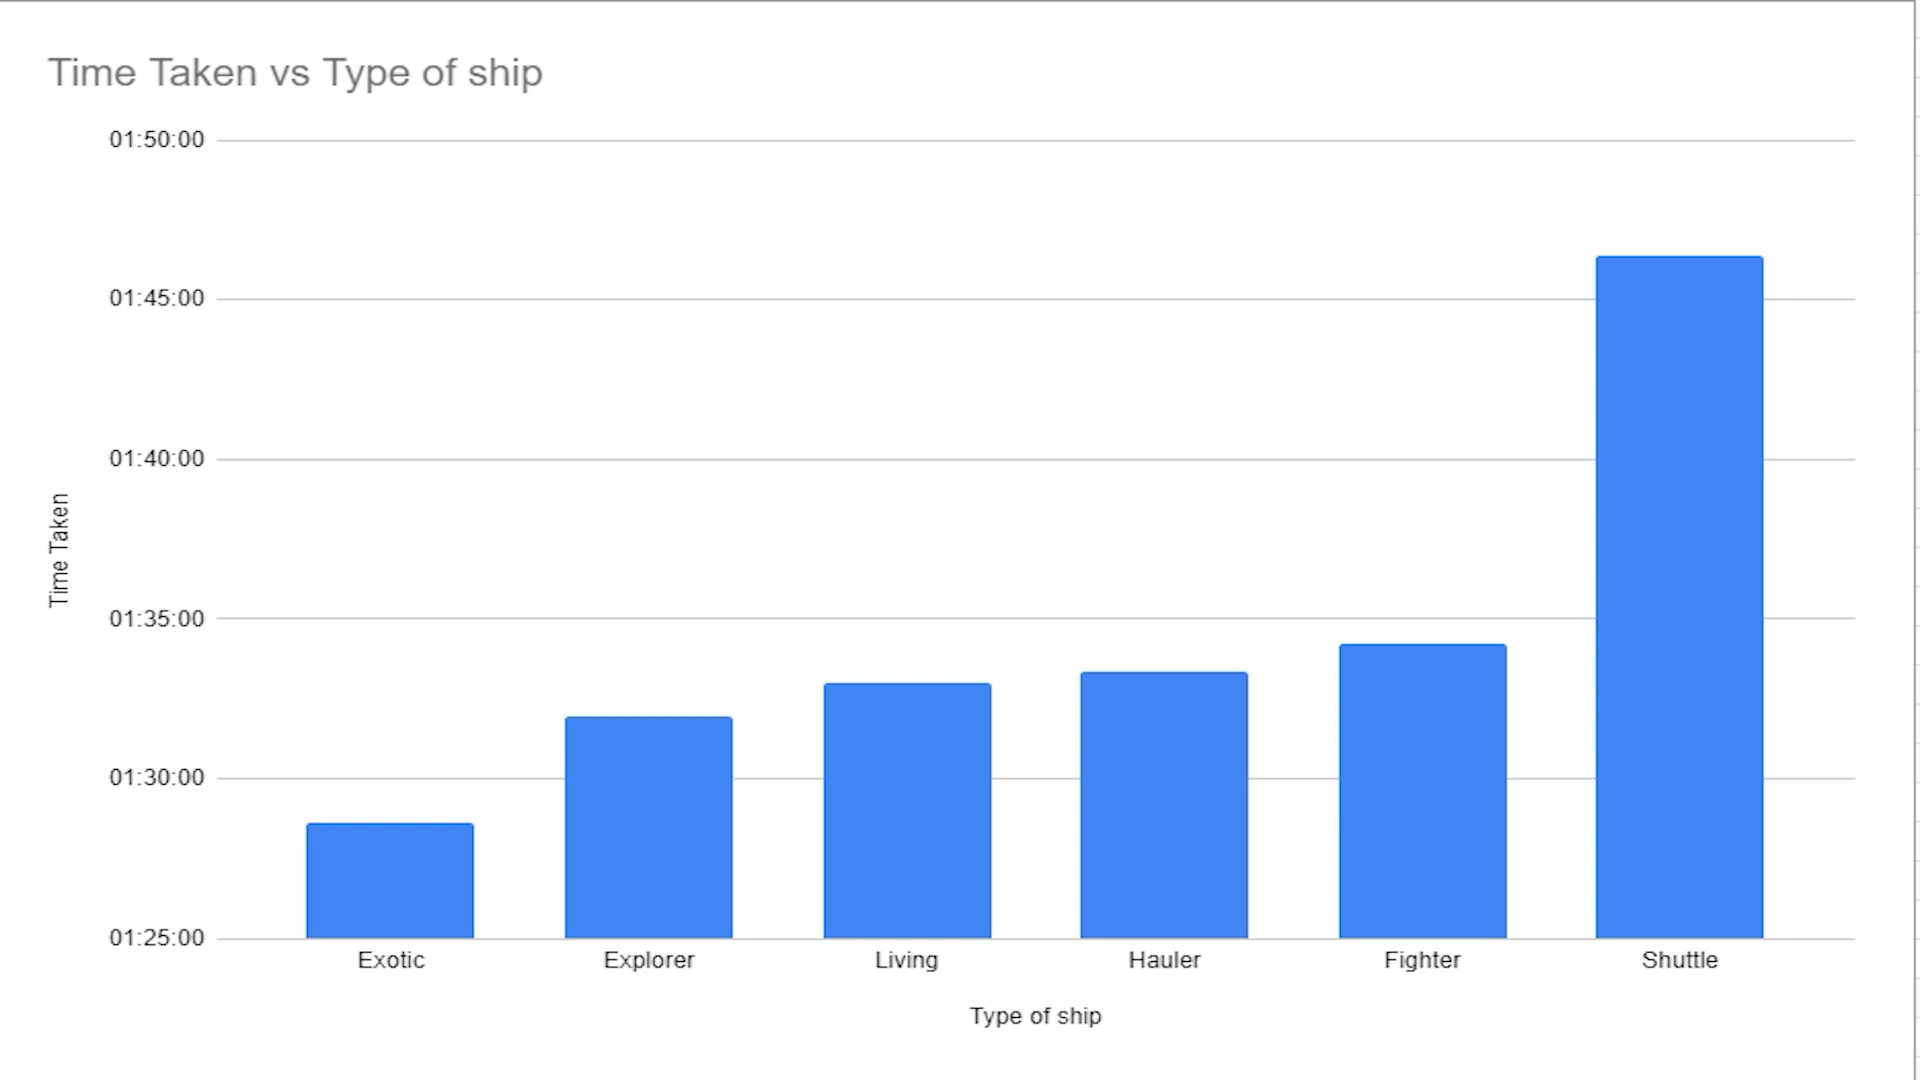 Time Taken vs Type of ship
01:50:00
01:45:00
01:40:00
01:35:00
01:30:00
01:25:00
Time Taken
Exotic Explorer Living Hauler Fighter Shuttle
Type of ship